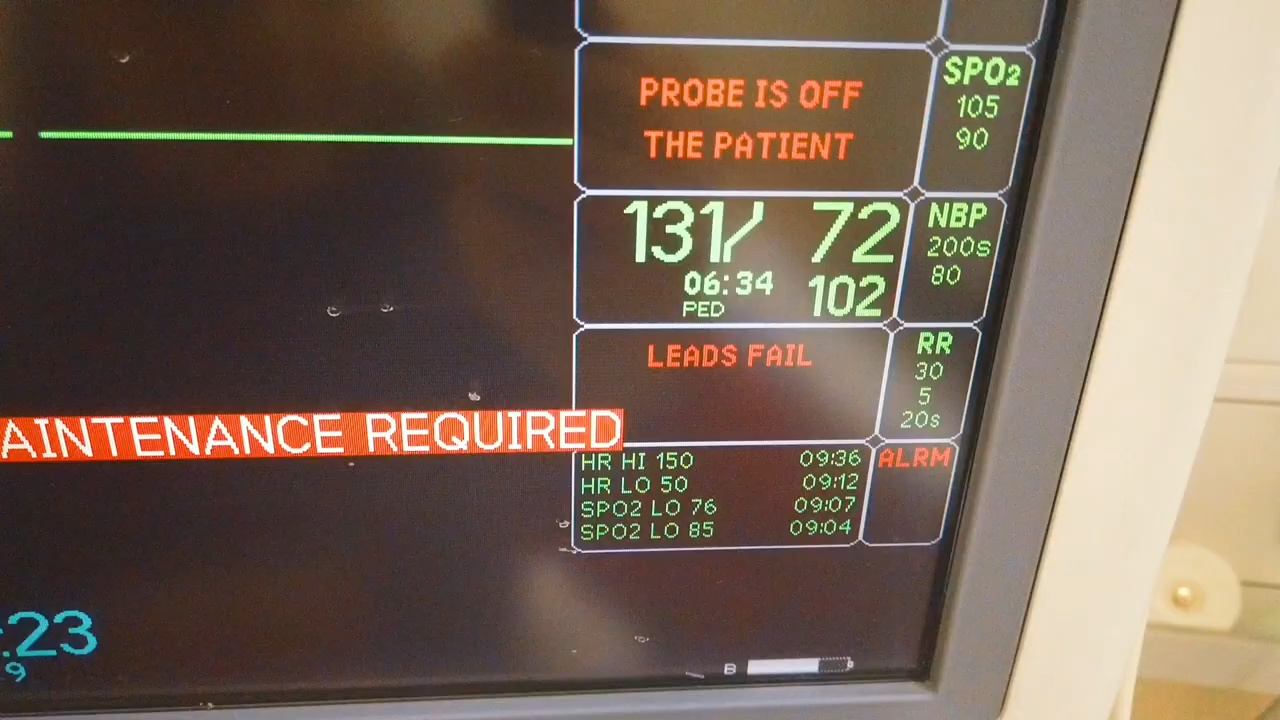 PROBE IS OFF
THE PATIENT
SPO2
105
90
131/ 72
06:34
PED
102
NBP
200s
80
LEADS FAIL
RR
30
5
20s
AINTENANCE REQUIRED
HR HI 150 09:36
HR LO 50 09:12
SPO2 LO 76 09:07
SPO2 LO 85 09:04
ALRM
:23
9
B